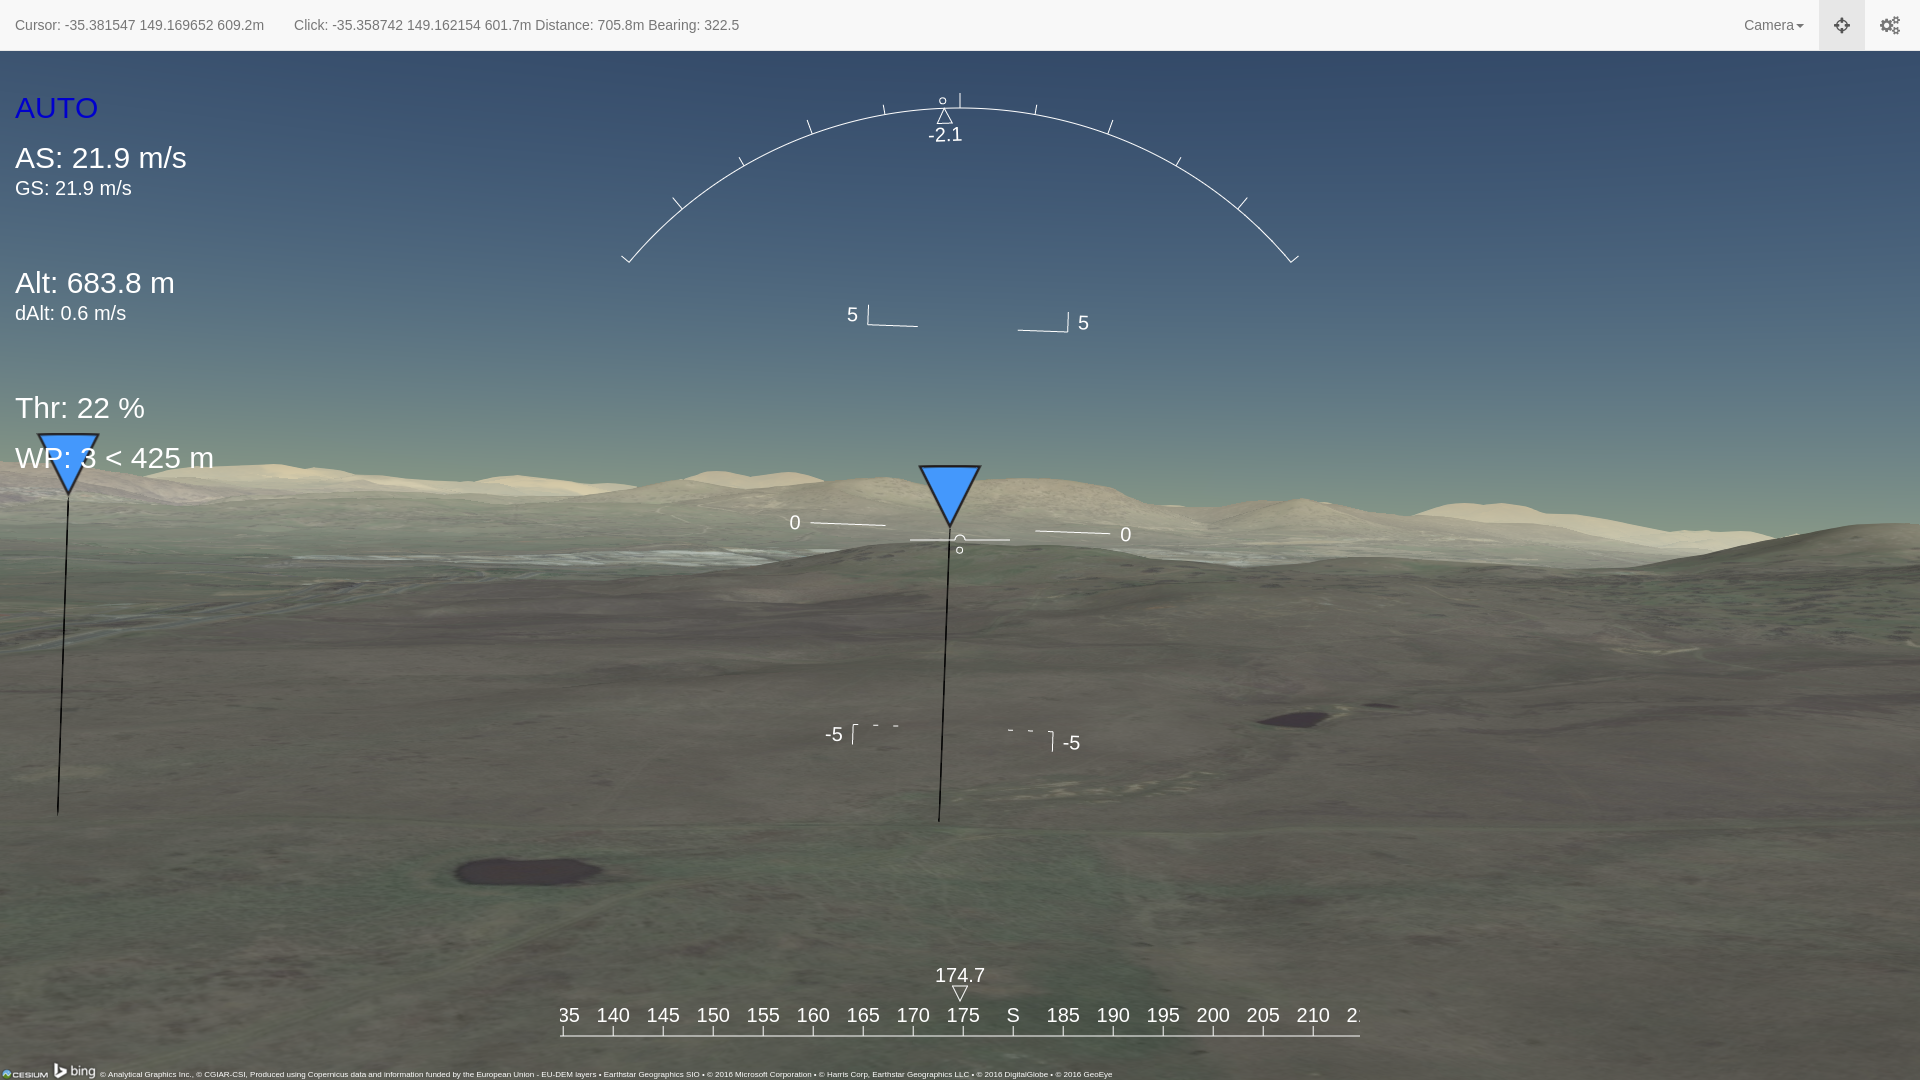 Cursor: -35.381547 149.169652 609.2m Click: -35.358742 149.162154 601.7m Distance: 705.8m Bearing: 322.5 Camera
AUTO
-2.1
AS: 21.9 m/s
GS: 21.9 m/s
Alt: 683.8 m
dAlt: 0.6 m/s
5 5
Thr: 22 %
WP: 3 < 425 m
0 0
-5 -5
174.7
35 140 145 150 155 160 165 170 175 S 185 190 195 200 205 210
CESIUM bing © Analytical Graphics Inc., © CGIAR-CSI, Produced using Copernicus data and information funded by the European Union - EU-DEM layers • Earthstar Geographics SIO • © 2016 Microsoft Corporation • © Harris Corp, Earthstar Geographics LLC • © 2016 DigitalGlobe • © 2016 GeoEye